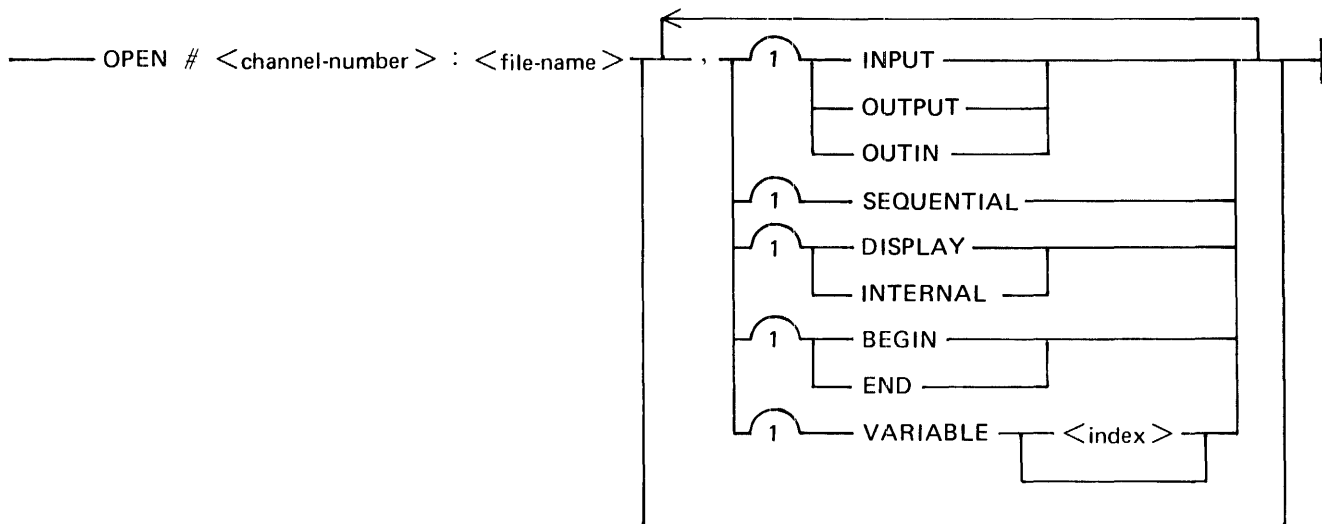 OPEN # <channel-number> : <file-name> , 1 INPUT
OUTPUT
OUTIN
1 SEQUENTIAL
1 DISPLAY
INTERNAL
1 BEGIN
END
1 VARIABLE <index>